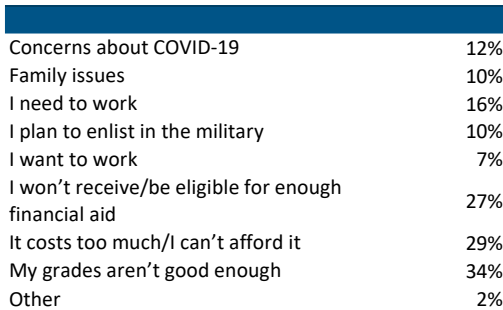 Concerns about COVID-19 12%
Family issues 10%
I need to work 16%
I plan to enlist in the military 10%
I want to work 7%
I won’t receive/be eligible for enough
financial aid 27%
It costs too much/I can’t afford it 29%
My grades aren’t good enough 34%
Other 2%